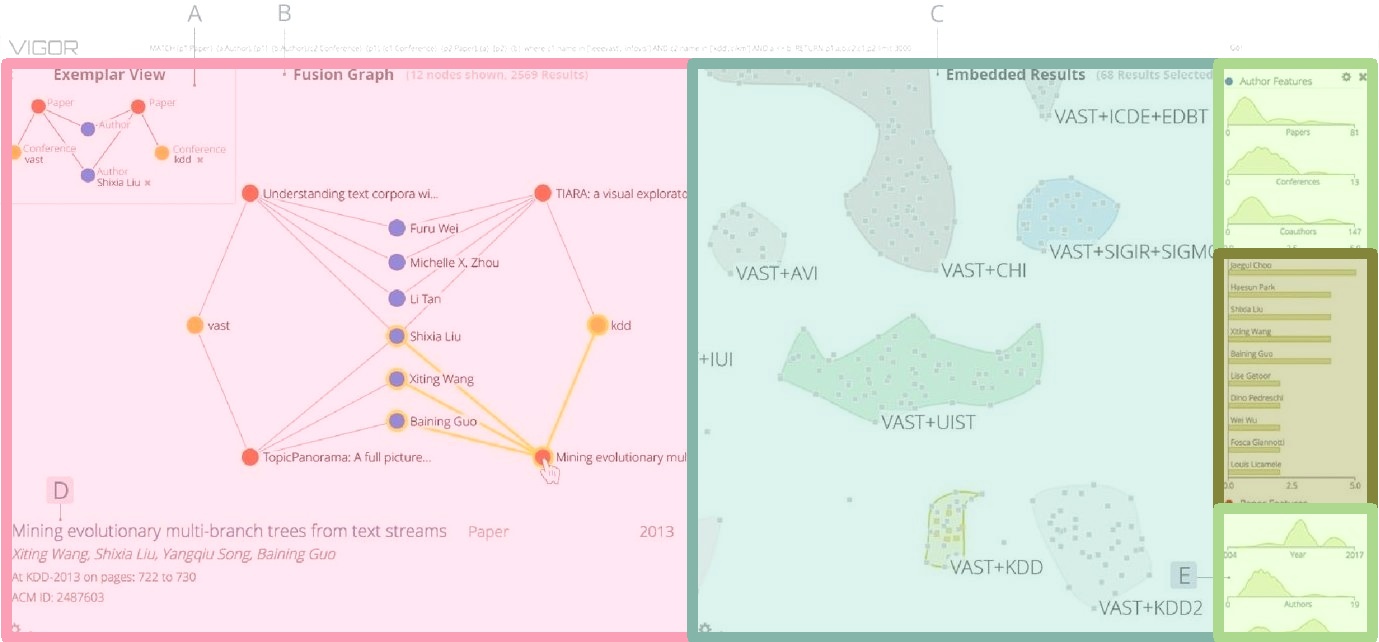 A
B
C
VIGOR
Go!
Exemplar View
Fusion Graph (12 nodes shown, 2669 Results)
Embedded Results (68 Results Selected
Author Features
Paper
Paper
Author
Conference
vast
Conference
kdd ×
Author
Shixia Liu ×
Understanding text corpora wi...
TIARA: a visual explorato
Furu Wei
Michelle X. Zhou
Li Tan
vast
Shixia Liu
kdd
Xiting Wang
Baining Guo
TopicPanorama: A full picture...
Mining evolutionary mul
D
Mining evolutionary multi-branch trees from text streams Paper 2013
Xiting Wang, Shixia Liu, Yangqiu Song, Baining Guo
At KDD-2013 on pages: 722 to 730
ACM ID: 2487603
VAST+ICDE+EDBT
VAST+AVI
VAST+CHI
VAST+SIGIR+SIGMO
+IUI
VAST+UIST
VAST+KDD
VAST+KDD2
0 Papers 81
0 Conferences 13
0 Coauthors 147
Jaegul Choo
Haesun Park
Shixia Liu
Xiting Wang
Baining Guo
Lise Getoor
Dino Pedreschi
Wei Wu
Fosca Giannotti
Louis Licamele
0.0 2.5 5.0
004 Year 2017
E
0 Authors 19